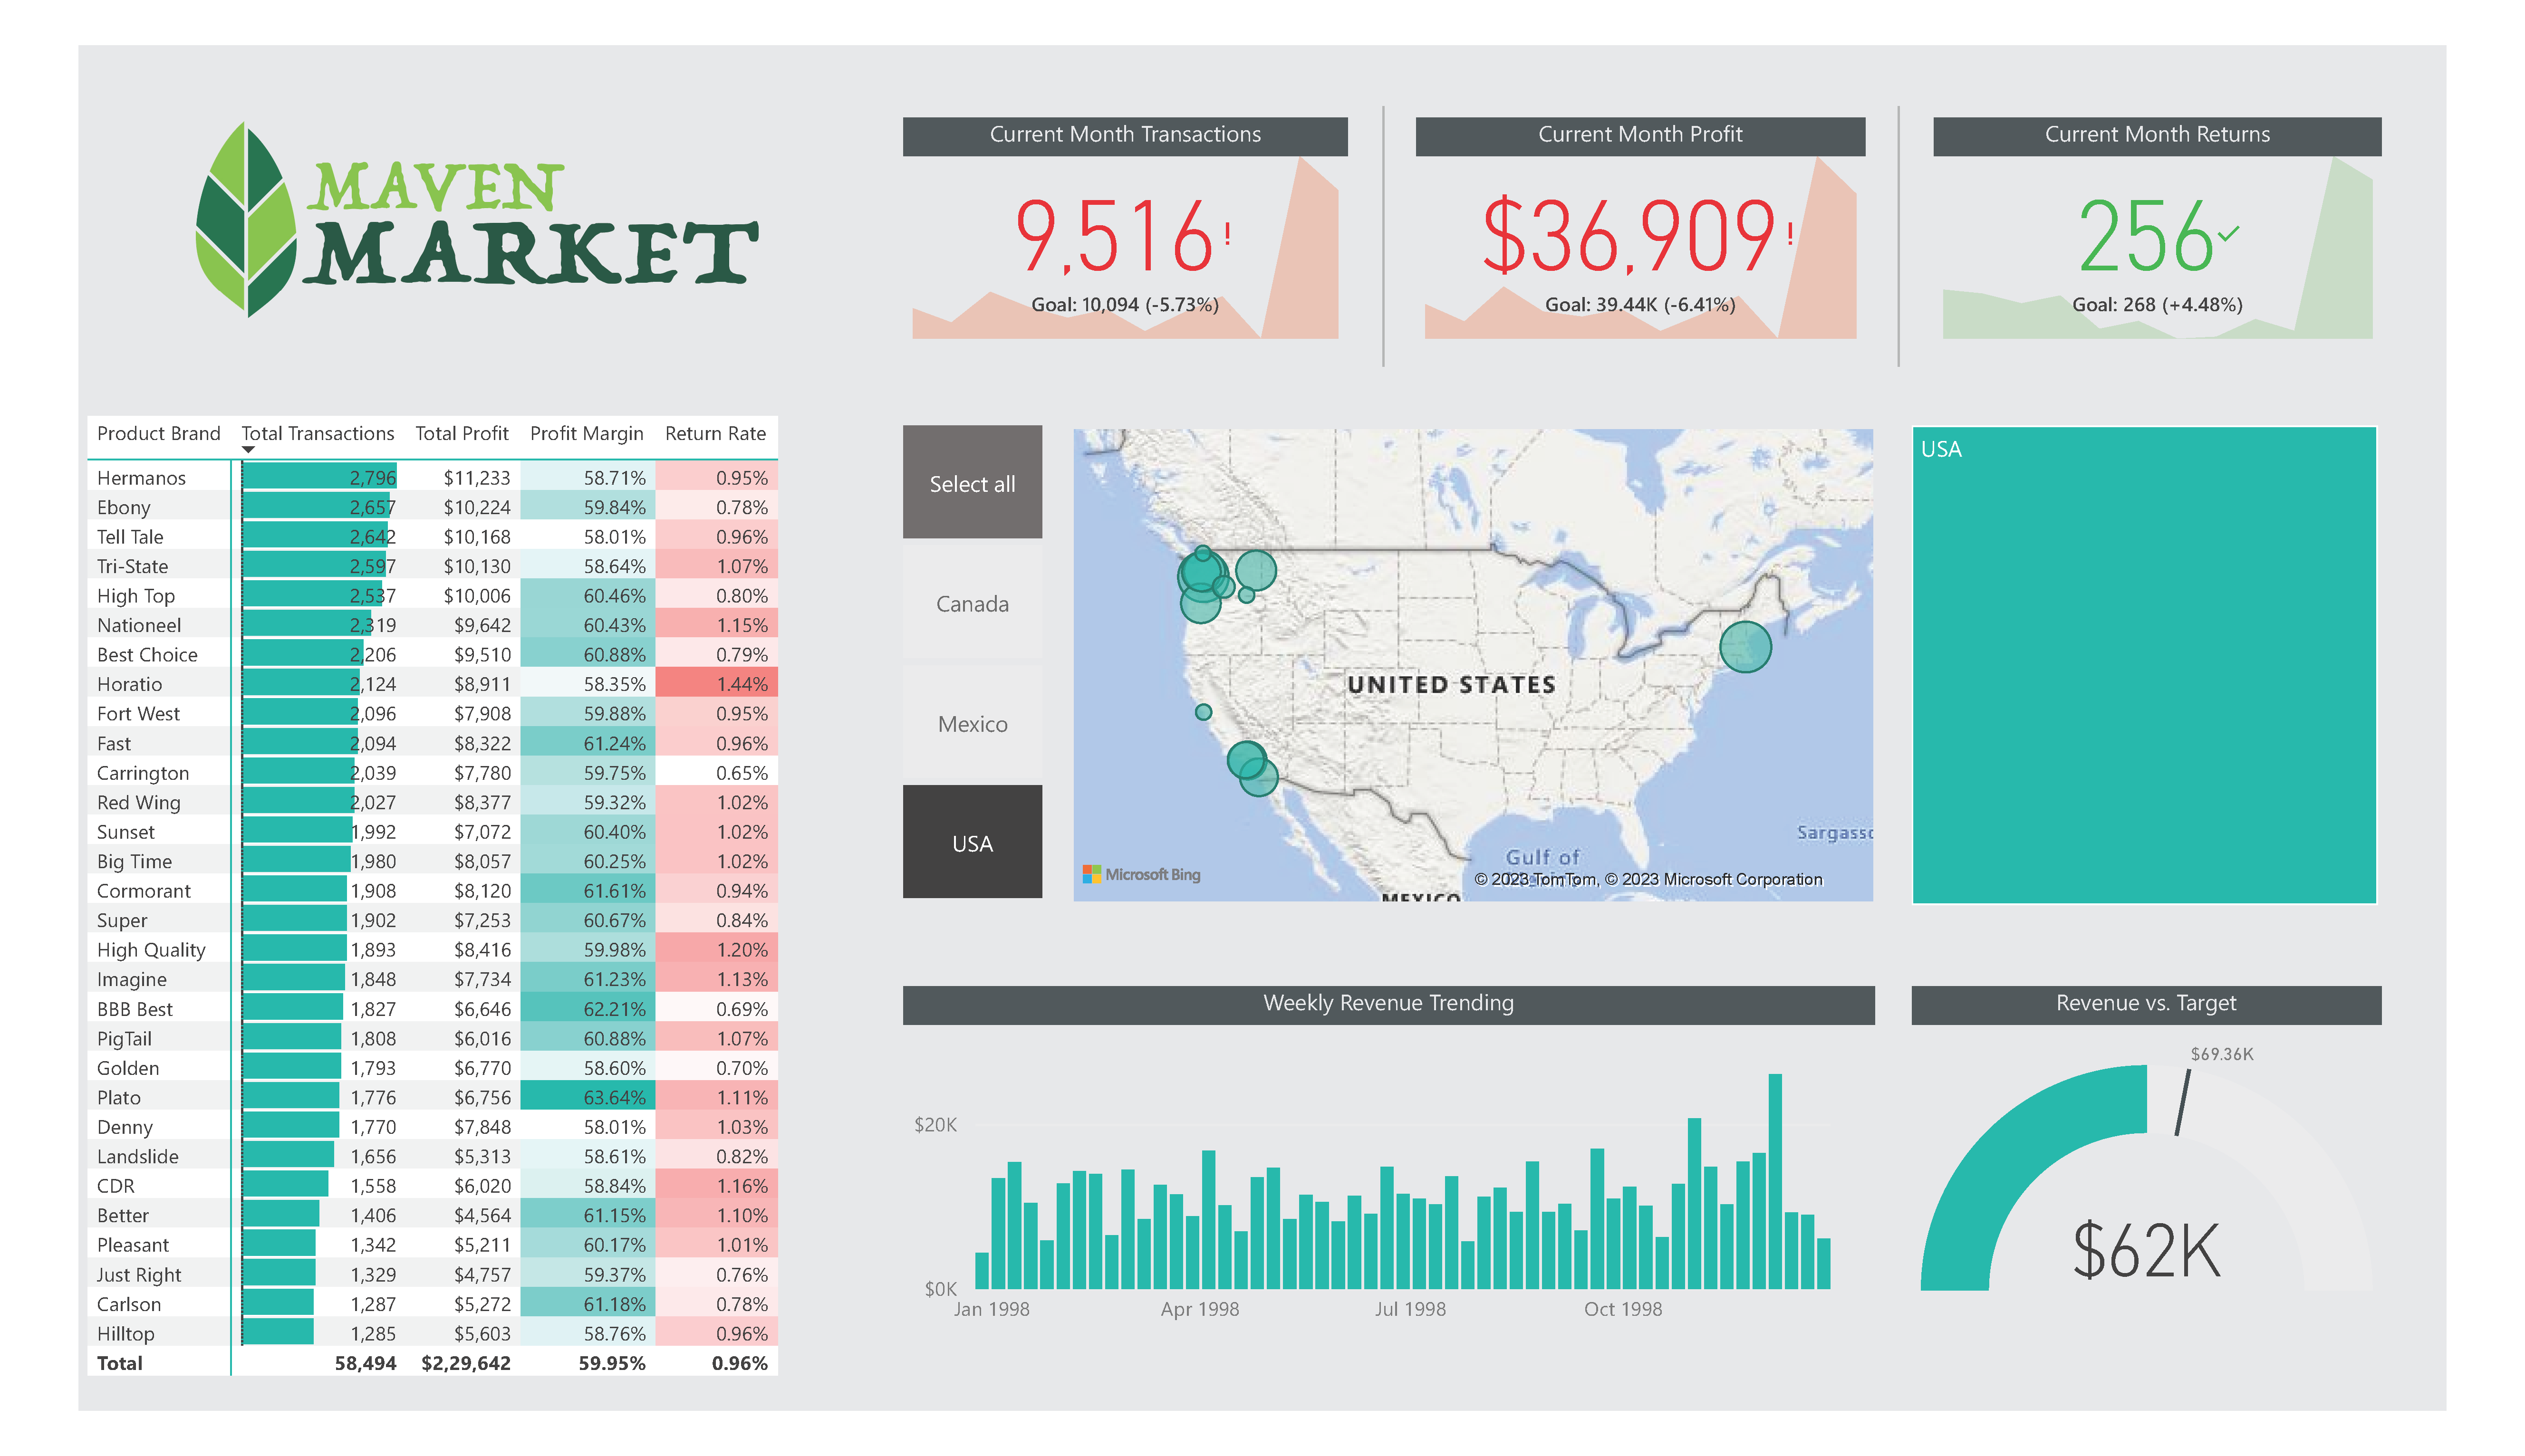 MAVEN
MARKET
Current Month Transactions
9,516!
Goal: 10,094 (-5.73%)
Current Month Profit
$36,909!
Goal: 39.44K (-6.41%)
Current Month Returns
256
Goal: 268 (+4.48%)
Product Brand Total Transactions Total Profit Profit Margin Return Rate
Hermanos 2,796 $11,233 58.71% 0.95%
Ebony 2,657 $10,224 59.84% 0.78%
Tell Tale 2,642 $10,168 58.01% 0.96%
Tri-State 2,597 $10,130 58.64% 1.07%
High Top 2,537 $10,006 60.46% 0.80%
Nationeel 2,319 $9,642 60.43% 1.15%
Best Choice 2,206 $9,510 60.88% 0.79%
Horatio 2,124 $8,911 58.35% 1.44%
Fort West 2,096 $7,908 59.88% 0.95%
Fast 2,094 $8,322 61.24% 0.96%
Carrington 2,039 $7,780 59.75% 0.65%
Red Wing 2,027 $8,377 59.32% 1.02%
Sunset 1,992 $7,072 60.40% 1.02%
Big Time 1,980 $8,057 60.25% 1.02%
Cormorant 1,908 $8,120 61.61% 0.94%
Super 1,902 $7,253 60.67% 0.84%
High Quality 1,893 $8,416 59.98% 1.20%
Imagine 1,848 $7,734 61.23% 1.13%
BBB Best 1,827 $6,646 62.21% 0.69%
PigTail 1,808 $6,016 60.88% 1.07%
Golden 1,793 $6,770 58.60% 0.70%
Plato 1,776 $6,756 63.64% 1.11%
Denny 1,770 $7,848 58.01% 1.03%
Landslide 1,656 $5,313 58.61% 0.82%
CDR 1,558 $6,020 58.84% 1.16%
Better 1,406 $4,564 61.15% 1.10%
Pleasant 1,342 $5,211 60.17% 1.01%
Just Right 1,329 $4,757 59.37% 0.76%
Carlson 1,287 $5,272 61.18% 0.78%
Hilltop 1,285 $5,603 58.76% 0.96%
Total 58,494 $2,29,642 59.95% 0.96%
Select all
Canada
Mexico
USA
UNITED STATES
Sargasso
Gulf of
Microsoft Bing
© 2023 TomTom, © 2023 Microsoft Corporation
MEXICO
USA
Weekly Revenue Trending
$20K
$0K
Jan 1998 Apr 1998 Jul 1998 Oct 1998
Revenue vs. Target
$69.36K
$62K